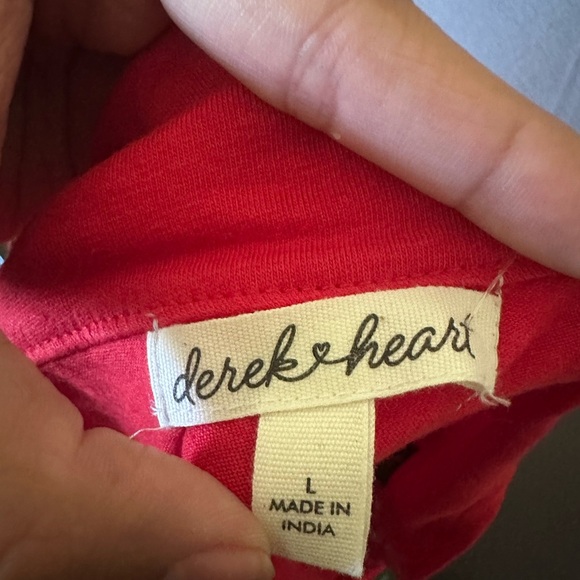 derek heart
L
MADE IN
INDIA